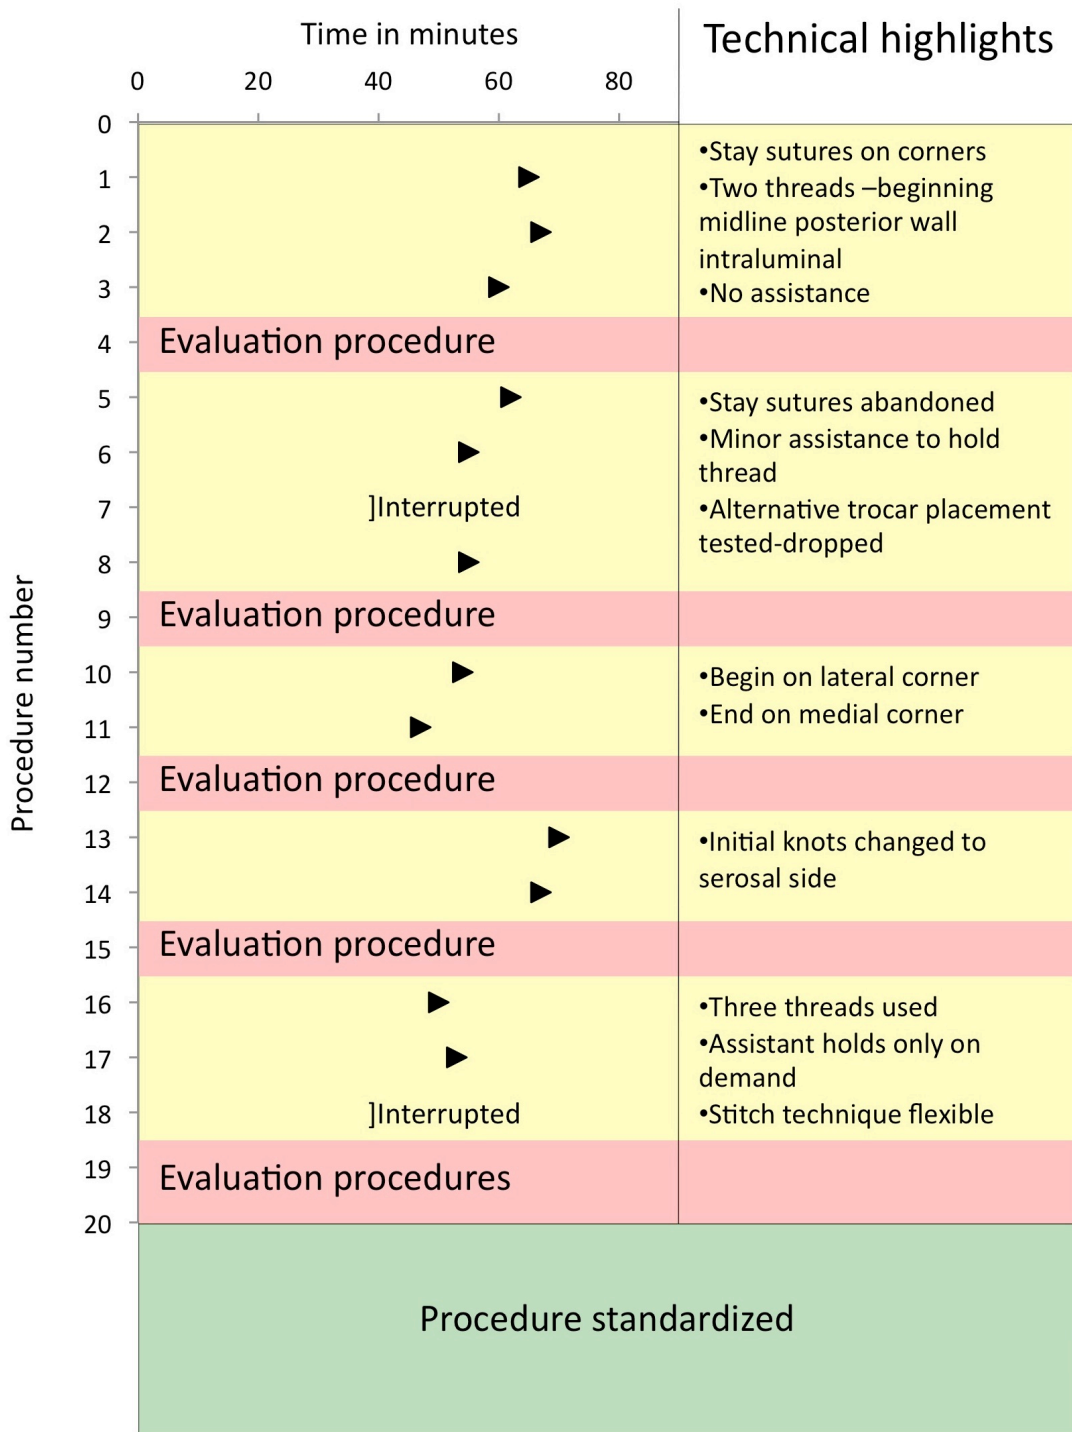 Time in minutes
Technical highlights
0 20 40 60 80
0
•Stay sutures on corners
1
•Two threads –beginning
midline posterior wall
2
intraluminal
3
•No assistance
4
Evaluation procedure
5
•Stay sutures abandoned
•Minor assistance to hold
6
thread
7
]Interrupted
•Alternative trocar placement
tested-dropped
8
Procedure number
9
Evaluation procedure
10
•Begin on lateral corner
•End on medial corner
11
12
Evaluation procedure
13
•Initial knots changed to
serosal side
14
15
Evaluation procedure
16
•Three threads used
•Assistant holds only on
17
demand
18
]Interrupted
•Stitch technique flexible
19
Evaluation procedures
20
Procedure standardized